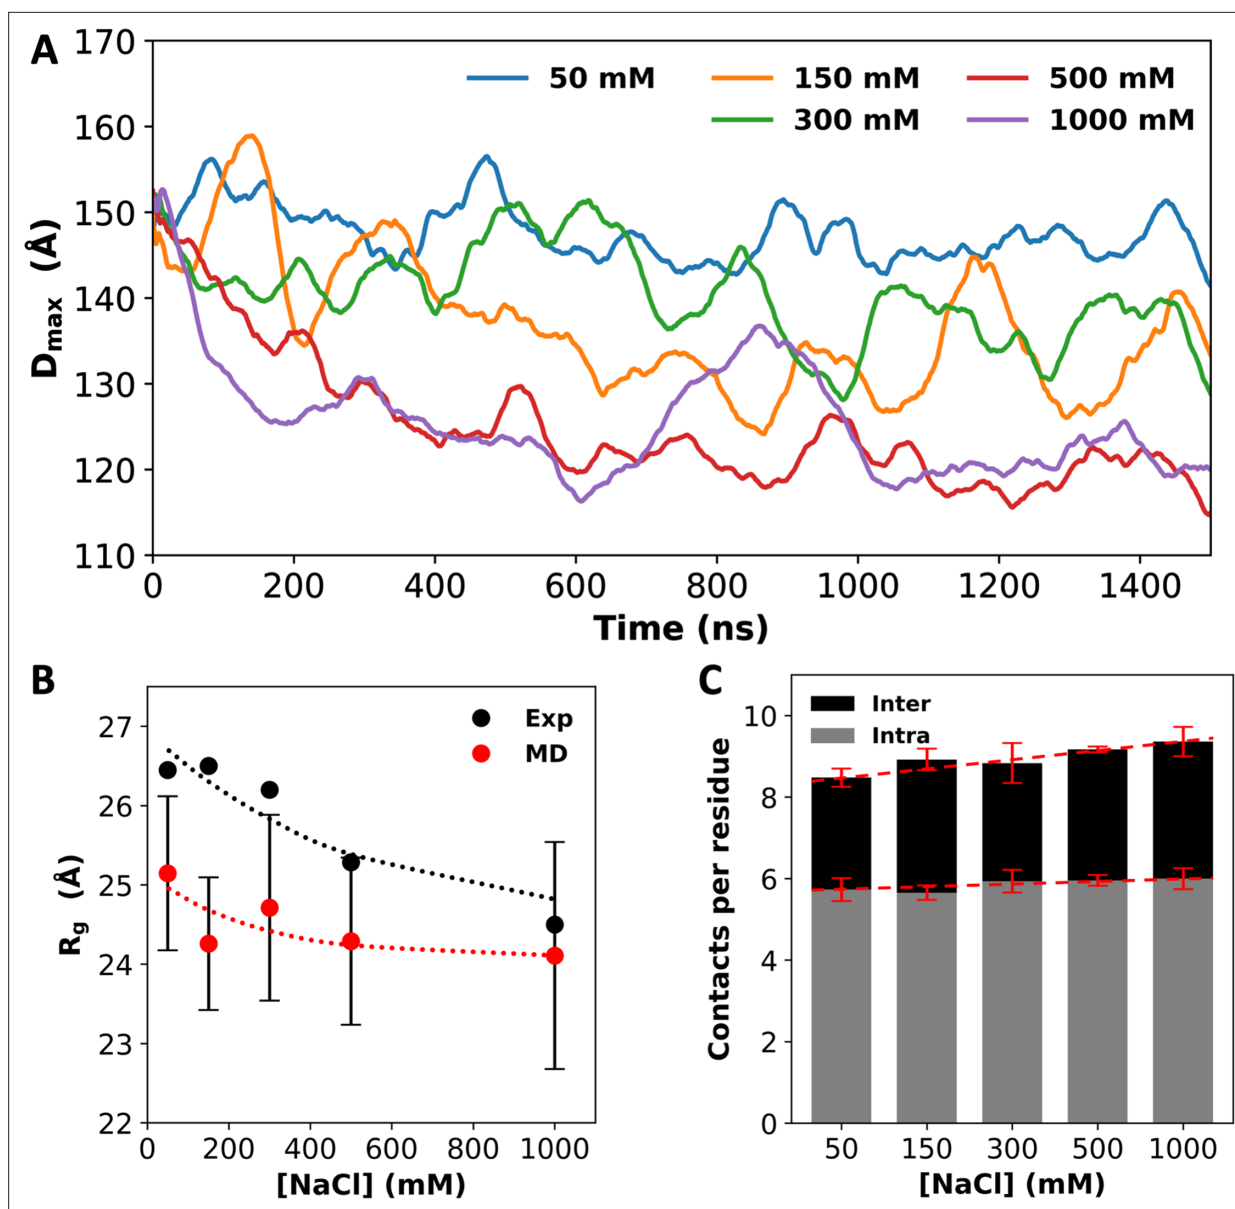 A
170
160
150
140
130
120
110
Dmax (Å)
50 mM
150 mM
500 mM
300 mM
1000 mM
0
200
400
600
800
1000
1200
1400
Time (ns)
B
27
26
25
24
23
22
Rg (Å)
Exp
MD
0
200
400
600
800
1000
[NaCl] (mM)
C
10
8
6
4
2
0
Contacts per residue
Inter
Intra
50
150
300
500
1000
[NaCl] (mM)